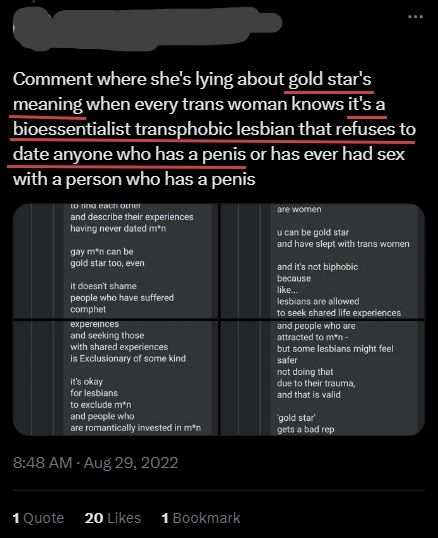 Comment where she's lying about gold star's
meaning when every trans woman knows it's a
bioessentialist transphobic lesbian that refuses to
date anyone who has a penis or has ever had sex
with a person who has a penis
to find each other
and describe their experiences
having never dated m*n
gay m*n can be
gold star too, even
it doesn't shame
people who have suffered
comphet
are women
u can be gold star
and have slept with trans women
and it's not biphobic
because
like...
lesbians are allowed
to seek shared life experiences
expereinces
and seeking those
with shared experiences
is Exclusionary of some kind
it's okay
for lesbians
to exclude m*n
and people who
are romantically invested in m*n
and people who are
attracted to m*n -
but some lesbians might feel
safer
not doing that
due to their trauma,
and that is valid
'gold star'
gets a bad rep
8:48 AM · Aug 29, 2022
1 Quote 20 Likes 1 Bookmark